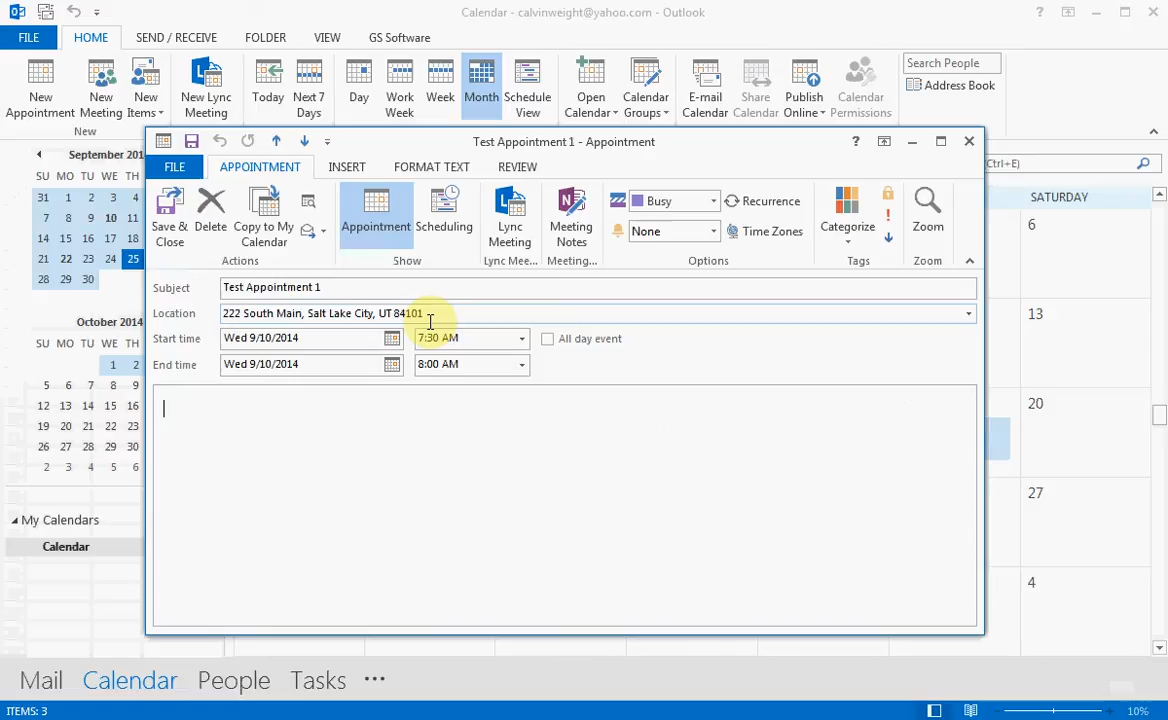 Calendar - calvinweight@yahoo.com - Outlook
FILE HOME SEND / RECEIVE FOLDER VIEW GS Software
New Appointment
New Meeting
New Items
New Lync Meeting
Today
Next 7 Days
Day
Work Week
Week
Month
Schedule View
Open Calendar
Calendar Groups
E-mail Calendar
Share Calendar
Publish Online
Calendar Permissions
Search People
Address Book
New
September 201
SU MO TU WE TH
31 1 2 3 4
7 8 9 10 11
14 15 16 17 18
21 22 23 24 25
28 29 30
October 2014
SU MO TU WE TH
1 2
5 6 7 8 9
12 13 14 15 16
19 20 21 22 23
26 27 28 29 30
2 3 4 5 6
My Calendars
Calendar
Test Appointment 1 - Appointment
?
FILE APPOINTMENT INSERT FORMAT TEXT REVIEW
Save & Close
Delete
Copy to My Calendar
Actions
Appointment
Scheduling
Show
Lync Meeting
Lync Mee...
Meeting Notes
Meeting...
Busy
Recurrence
None
Time Zones
Options
Categorize
Tags
Zoom
Zoom
Subject Test Appointment 1
Location 222 South Main, Salt Lake City, UT 84101
Start time Wed 9/10/2014 7:30 AM All day event
End time Wed 9/10/2014 8:00 AM
(Ctrl+E)
SATURDAY
6
13
20
27
4
Mail Calendar People Tasks •••
ITEMS: 3
10%